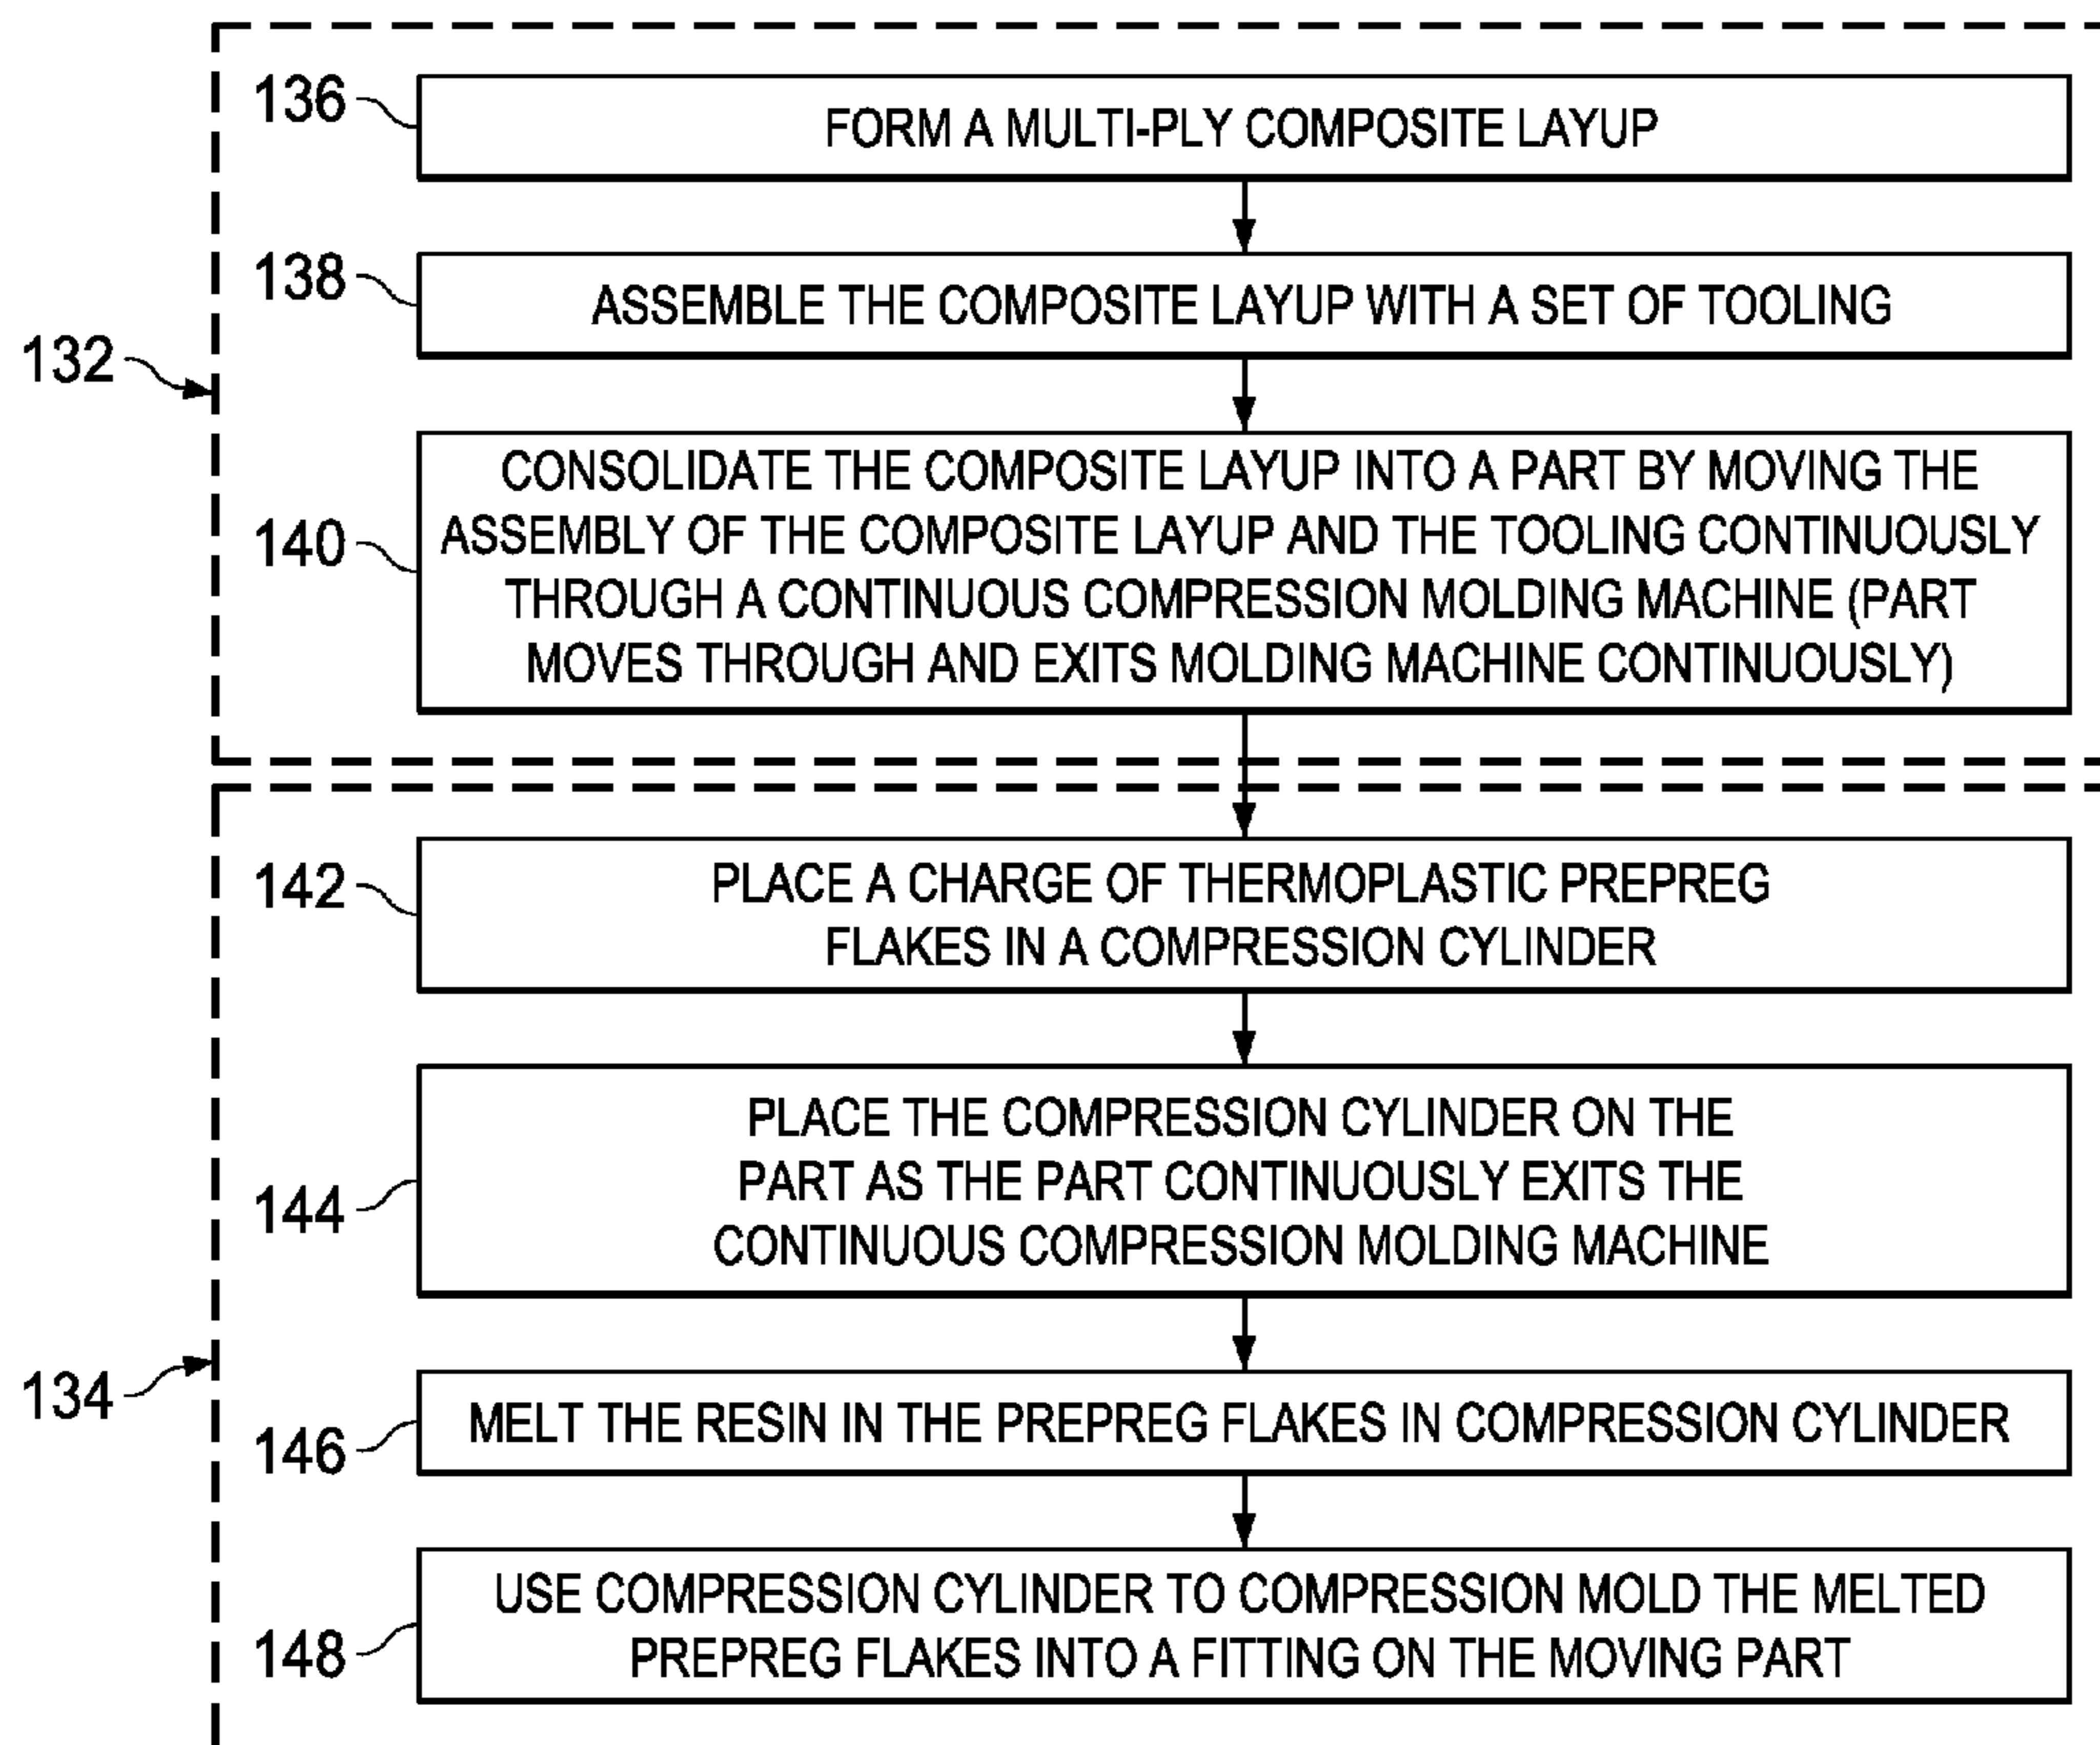 136
FORM A MULTI-PLY COMPOSITE LAYUP
138
ASSEMBLE THE COMPOSITE LAYUP WITH A SET OF TOOLING
132
140
CONSOLIDATE THE COMPOSITE LAYUP INTO A PART BY MOVING THE
ASSEMBLY OF THE COMPOSITE LAYUP AND THE TOOLING CONTINUOUSLY
THROUGH A CONTINUOUS COMPRESSION MOLDING MACHINE (PART
MOVES THROUGH AND EXITS MOLDING MACHINE CONTINUOUSLY)
142
PLACE A CHARGE OF THERMOPLASTIC PREPREG
FLAKES IN A COMPRESSION CYLINDER
144
PLACE THE COMPRESSION CYLINDER ON THE
PART AS THE PART CONTINUOUSLY EXITS THE
CONTINUOUS COMPRESSION MOLDING MACHINE
134
146
MELT THE RESIN IN THE PREPREG FLAKES IN COMPRESSION CYLINDER
148
USE COMPRESSION CYLINDER TO COMPRESSION MOLD THE MELTED
PREPREG FLAKES INTO A FITTING ON THE MOVING PART